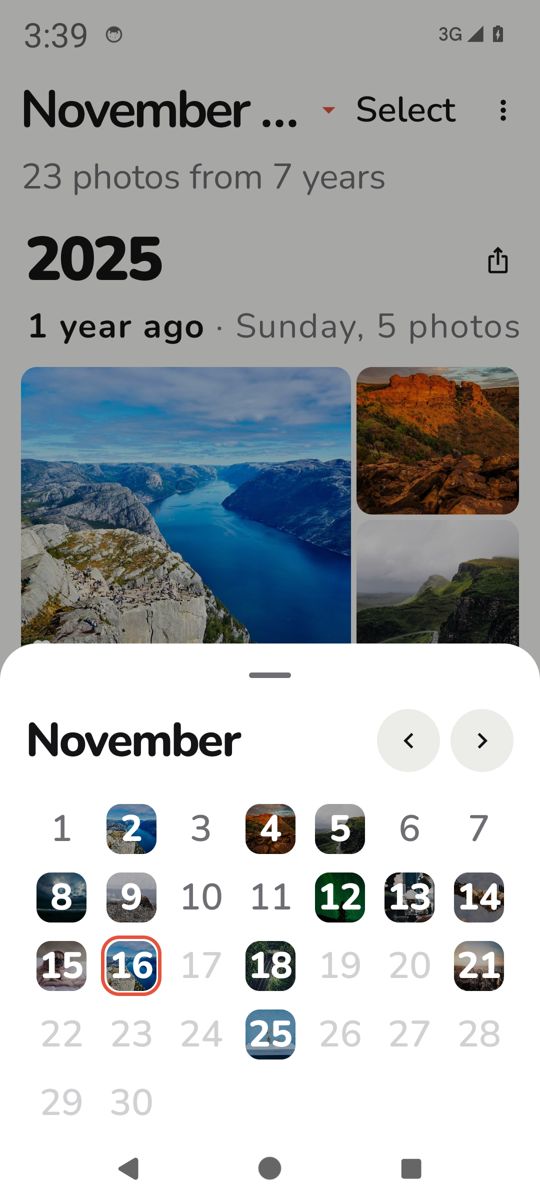 3:39 3G
November ... Select
23 photos from 7 years
2025
1 year ago · Sunday, 5 photos
November
1 2 3 4 5 6 7
8 9 10 11 12 13 14
15 16 17 18 19 20 21
22 23 24 25 26 27 28
29 30